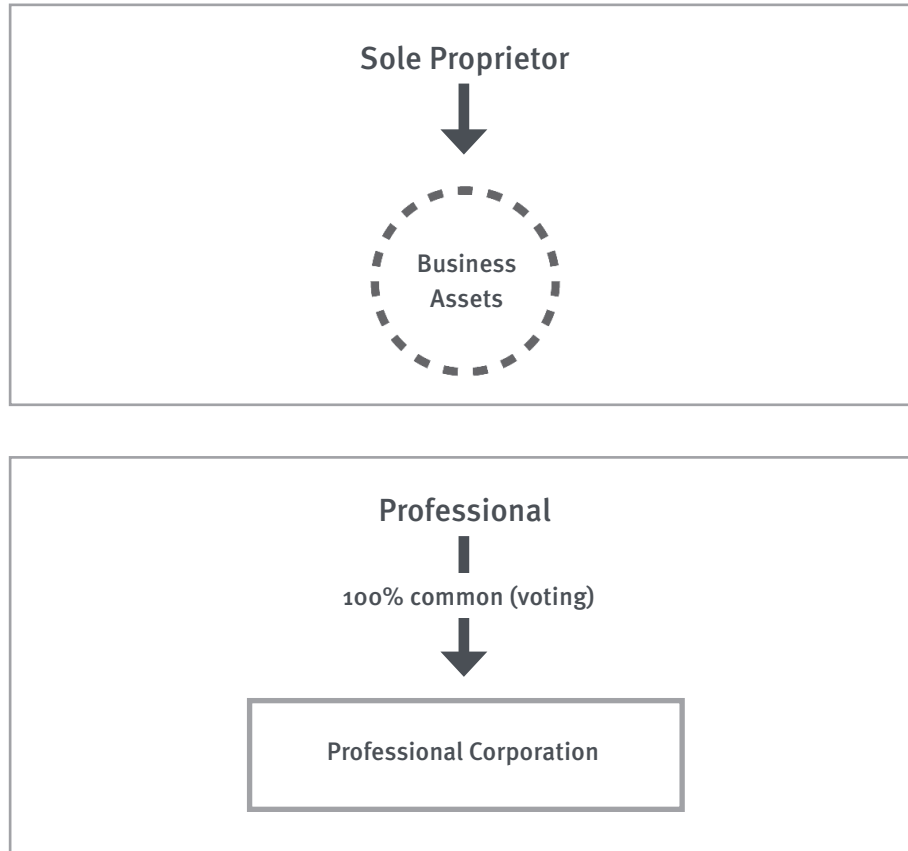 Sole Proprietor
Business
Assets
Professional
100% common (voting)
Professional Corporation